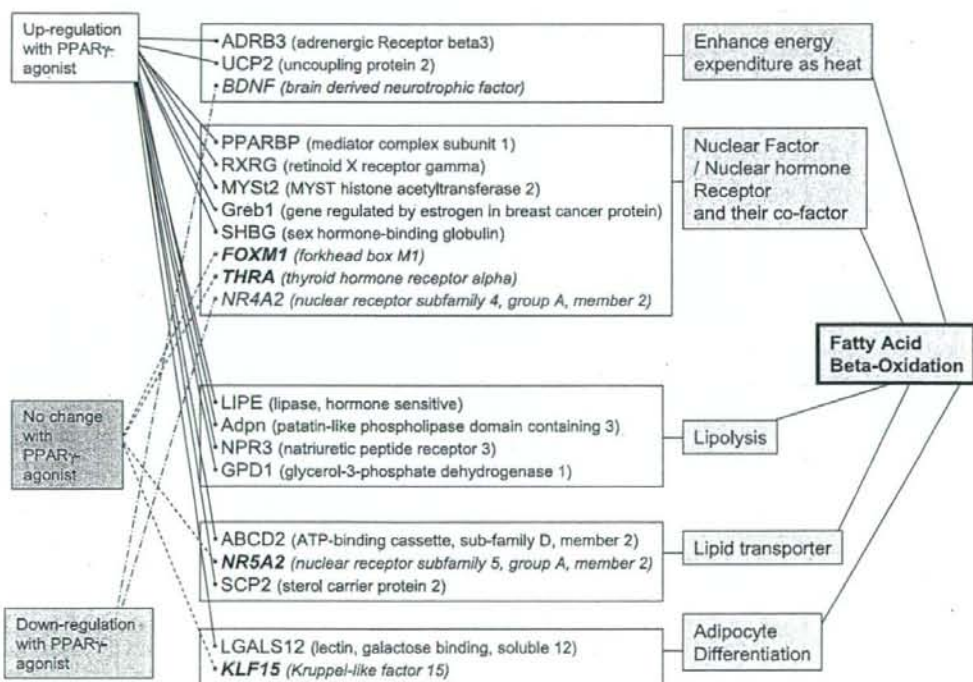 Up-regulation
with PPARγ-
agonist
ADRB3 (adrenergic Receptor beta3)
UCP2 (uncoupling protein 2)
BDNF (brain derived neurotrophic factor)
Enhance energy
expenditure as heat
PPARBP (mediator complex subunit 1)
RXRG (retinoid X receptor gamma)
MYSt2 (MYST histone acetyltransferase 2)
Greb1 (gene regulated by estrogen in breast cancer protein)
SHBG (sex hormone-binding globulin)
FOXM1 (forkhead box M1)
THRA (thyroid hormone receptor alpha)
NR4A2 (nuclear receptor subfamily 4, group A, member 2)
Nuclear Factor
/ Nuclear hormone
Receptor
and their co-factor
Fatty Acid
Beta-Oxidation
No change
with
PPARγ-
agonist
LIPE (lipase, hormone sensitive)
Adpn (patatin-like phospholipase domain containing 3)
NPR3 (natriuretic peptide receptor 3)
GPD1 (glycerol-3-phosphate dehydrogenase 1)
Lipolysis
ABCD2 (ATP-binding cassette, sub-family D, member 2)
NR5A2 (nuclear receptor subfamily 5, group A, member 2)
SCP2 (sterol carrier protein 2)
Lipid transporter
Down-regulation
with PPARγ-
agonist
LGALS12 (lectin, galactose binding, soluble 12)
KLF15 (Kruppel-like factor 15)
Adipocyte
Differentiation